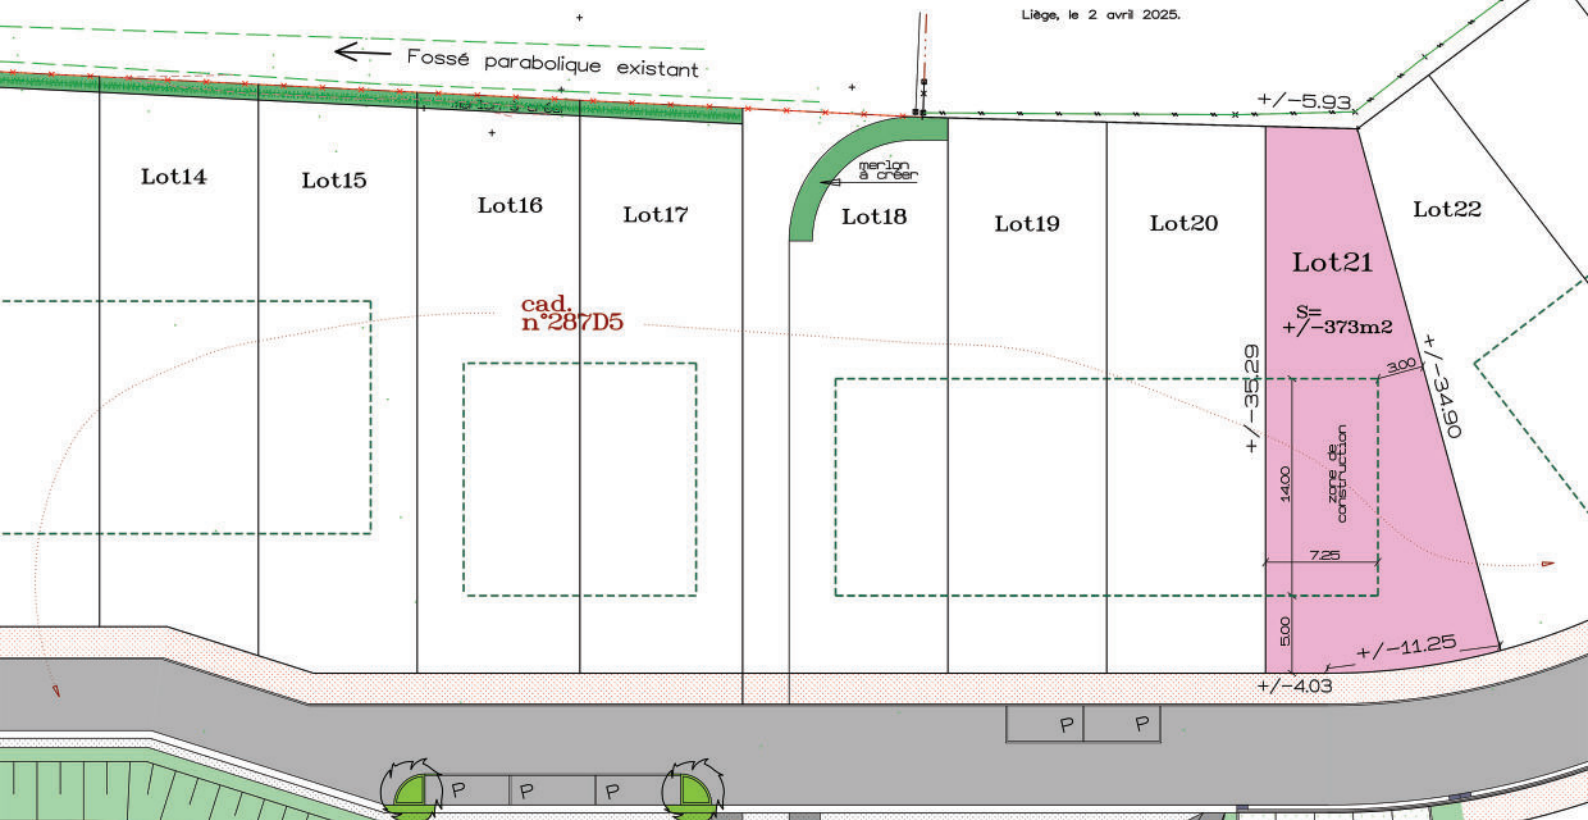 Liège, le 2 avril 2025.
Fossé parabolique existant
+/-5.93
merlon à créer
merlon
à créer
Lot14
Lot15
Lot16
Lot17
Lot18
Lot19
Lot20
Lot21
Lot22
cad.
n°287D5
S=
+/-373m2
+/-35.29
+/-34.90
3.00
zone de
construction
14.00
7.25
5.00
+/-11.25
+/-4.03
P
P
P
P
P